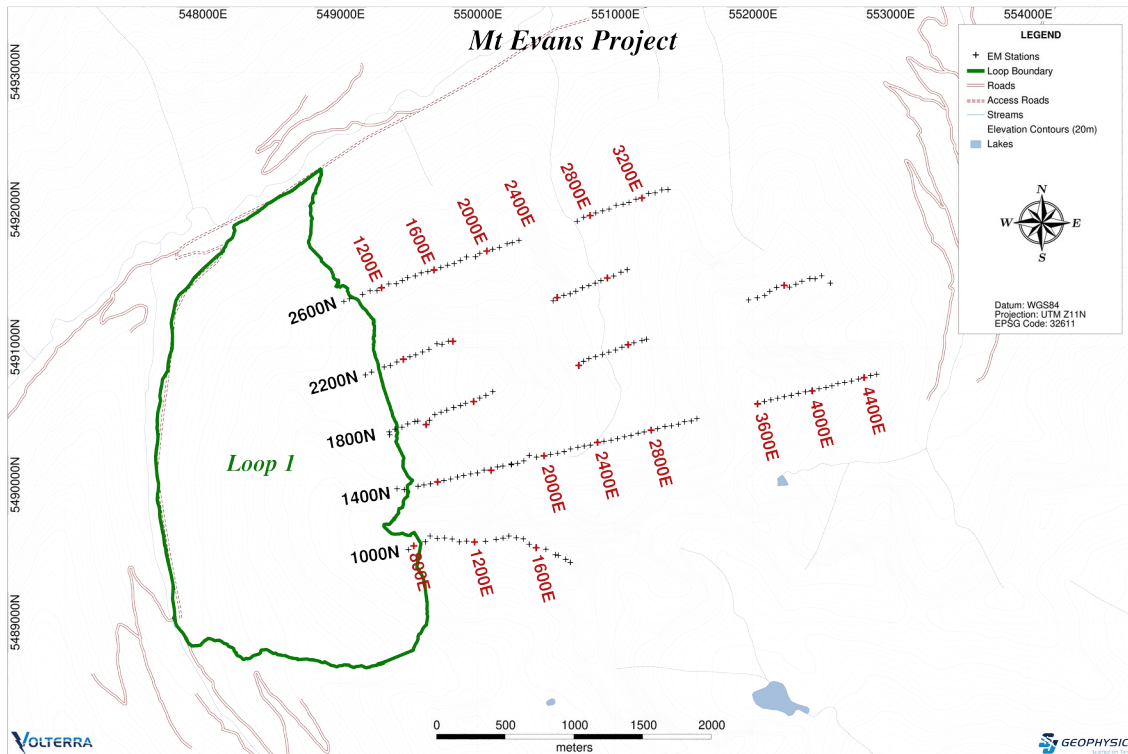 548000E 549000E 550000E 551000E 552000E 553000E 554000E
Mt Evans Project
5493000N
5492000N
5491000N
5490000N
5489000N
LEGEND
EM Stations
Loop Boundary
Roads
Access Roads
Streams
Elevation Contours (20m)
Lakes
N
W E
S
Datum: WGS84
Projection: UTM Z11N
EPSG Code: 32611
1200E 1600E 2000E 2400E 2800E 3200E
2600N
2200N
1800N
1400N
2000E 2400E 2800E 3600E 4000E 4400E
1000N
800E 1200E 1600E
Loop 1
0 500 1000 1500 2000
meters
VOLTERRA
GEOPHYSIC